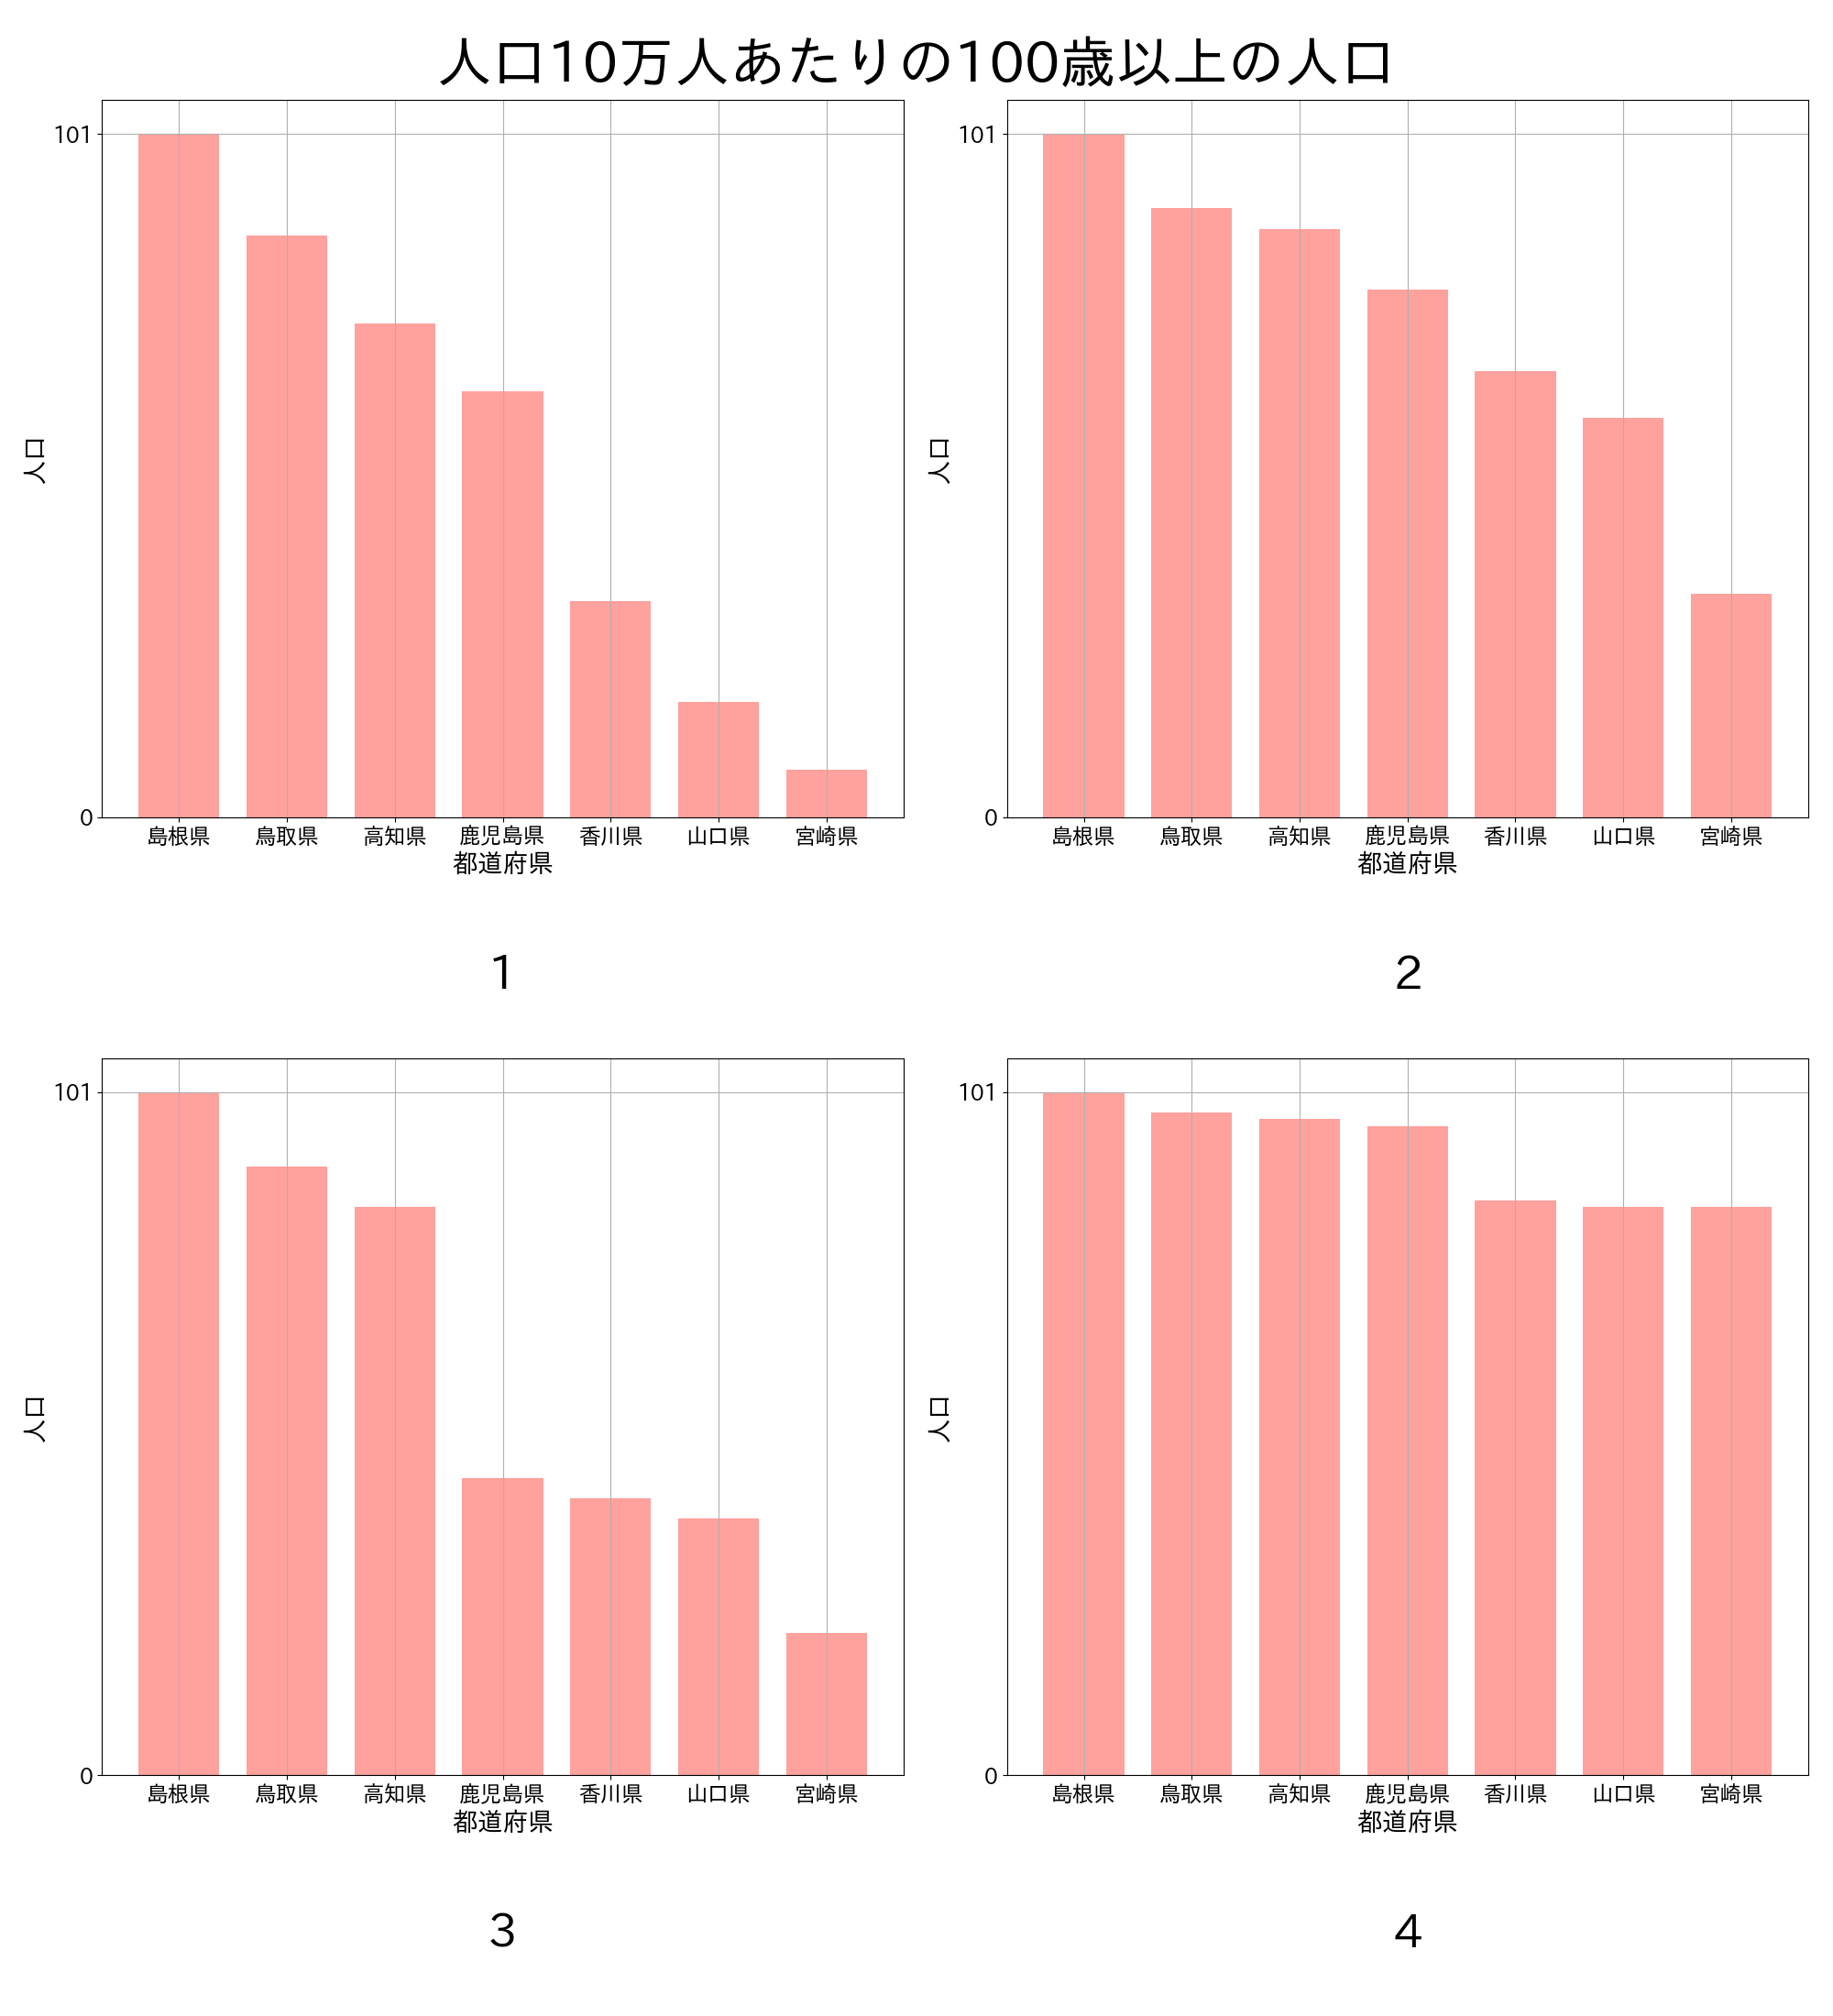 人口10万人あたりの100歳以上の人口
101
0
人口
島根県 鳥取県 高知県 鹿児島県 香川県 山口県 宮崎県
都道府県
1
101
0
人口
島根県 鳥取県 高知県 鹿児島県 香川県 山口県 宮崎県
都道府県
2
101
0
人口
島根県 鳥取県 高知県 鹿児島県 香川県 山口県 宮崎県
都道府県
3
101
0
人口
島根県 鳥取県 高知県 鹿児島県 香川県 山口県 宮崎県
都道府県
4